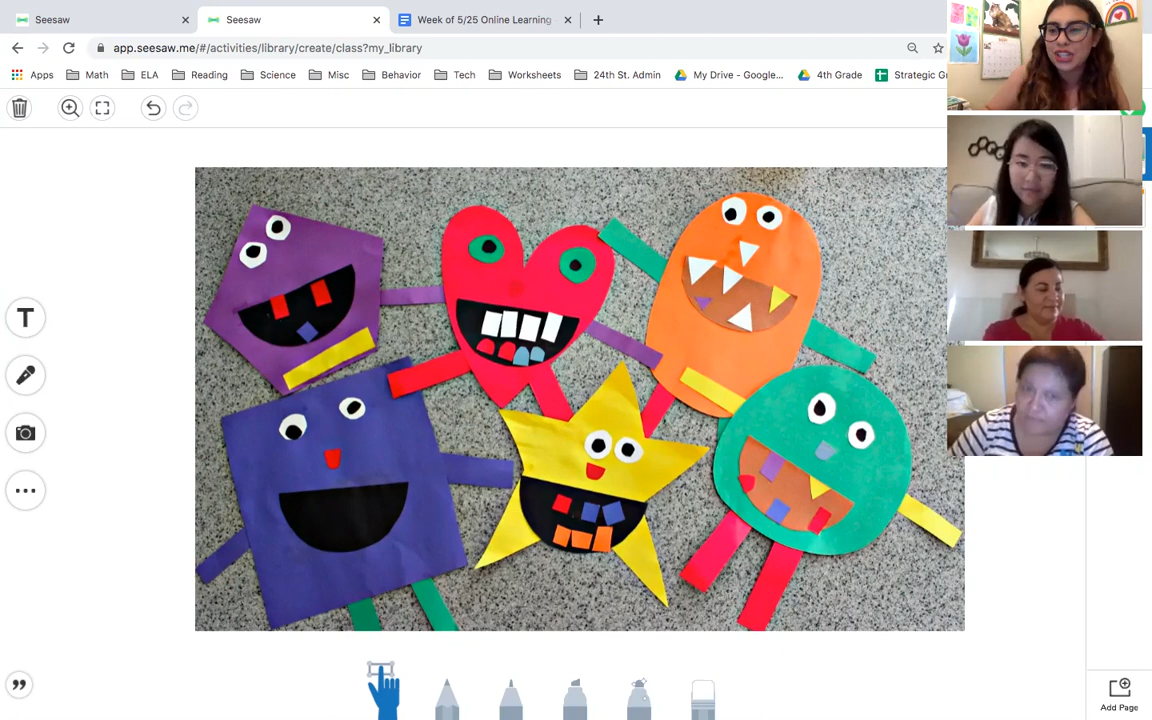 Seesaw
Seesaw
Week of 5/25 Online Learning
app.seesaw.me/#/activities/library/create/class?my_library
Apps Math ELA Reading Science Misc Behavior Tech Worksheets 24th St. Admin My Drive - Google... 4th Grade Strategic Gr
T
Add Page